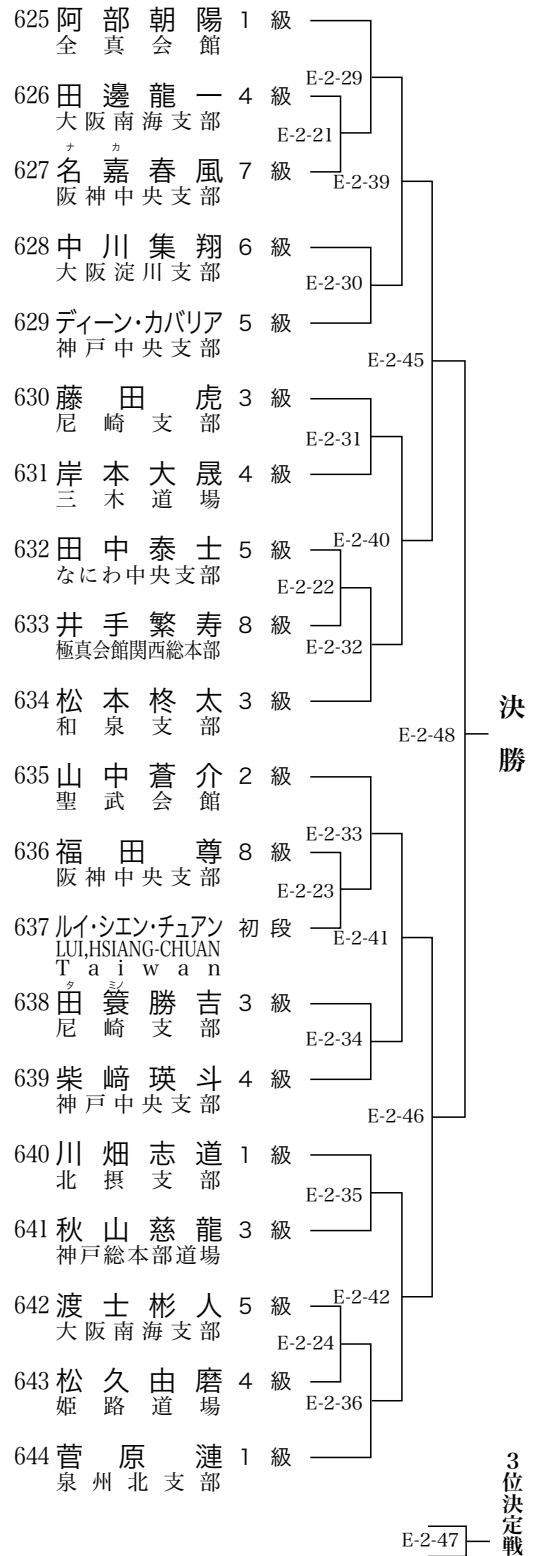 625 阿部朝陽 1級
全真会館
E-2-29
626 田邊龍一 4級
大阪南海支部
E-2-21
ナ カ
627 名嘉春風 7級
E-2-39
阪神中央支部
628 中川集翔 6級
大阪淀川支部
E-2-30
629 ディーン・カバリア 5級
神戸中央支部
E-2-45
630 藤田虎 3級
尼崎支部
E-2-31
631 岸本大晟 4級
三木道場
E-2-40
632 田中泰士 5級
なにわ中央支部
E-2-22
633 井手繁寿 8級
極真会館関西総本部
E-2-32
634 松本柊太 3級
和泉支部
E-2-48
決勝
635 山中蒼介 2級
聖武会館
E-2-33
636 福田尊 8級
阪神中央支部
E-2-23
637 ルイ・シエン・チュアン 初段
E-2-41
LUI,HSIANG-CHUAN
Taiwan
タ ミノ
638 田簑勝吉 3級
尼崎支部
E-2-34
639 柴﨑瑛斗 4級
神戸中央支部
E-2-46
640 川畑志道 1級
北摂支部
E-2-35
641 秋山慈龍 3級
神戸総本部道場
E-2-42
642 渡士彬人 5級
大阪南海支部
E-2-24
643 松久由磨 4級
姫路道場
E-2-36
644 菅原漣 1級
泉州北支部
3位決定戦
E-2-47